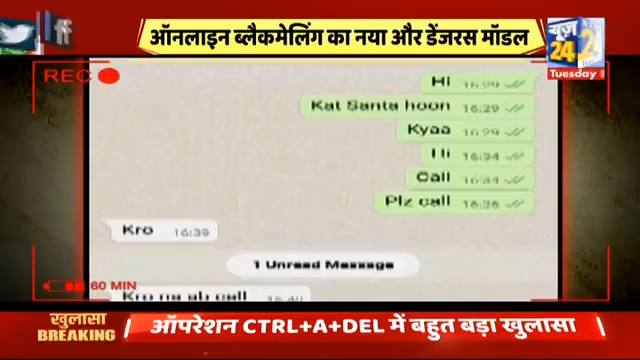 f
ऑनलाइन ब्लैकमेलिंग का नया और डेंजरस मॉडल
न्यूज़
24
Tuesday
REC
Hi 16:29
Kat Santa hoon 16:29
Kyaa 16:29
Hi 16:34
Call 16:34
Plz call 16:36
Kro 16:39
1 Unread Message
Kro na ab call 16:40
60 MIN
खुलासा
BREAKING
ऑपरेशन CTRL+A+DEL में बहुत बड़ा खुलासा